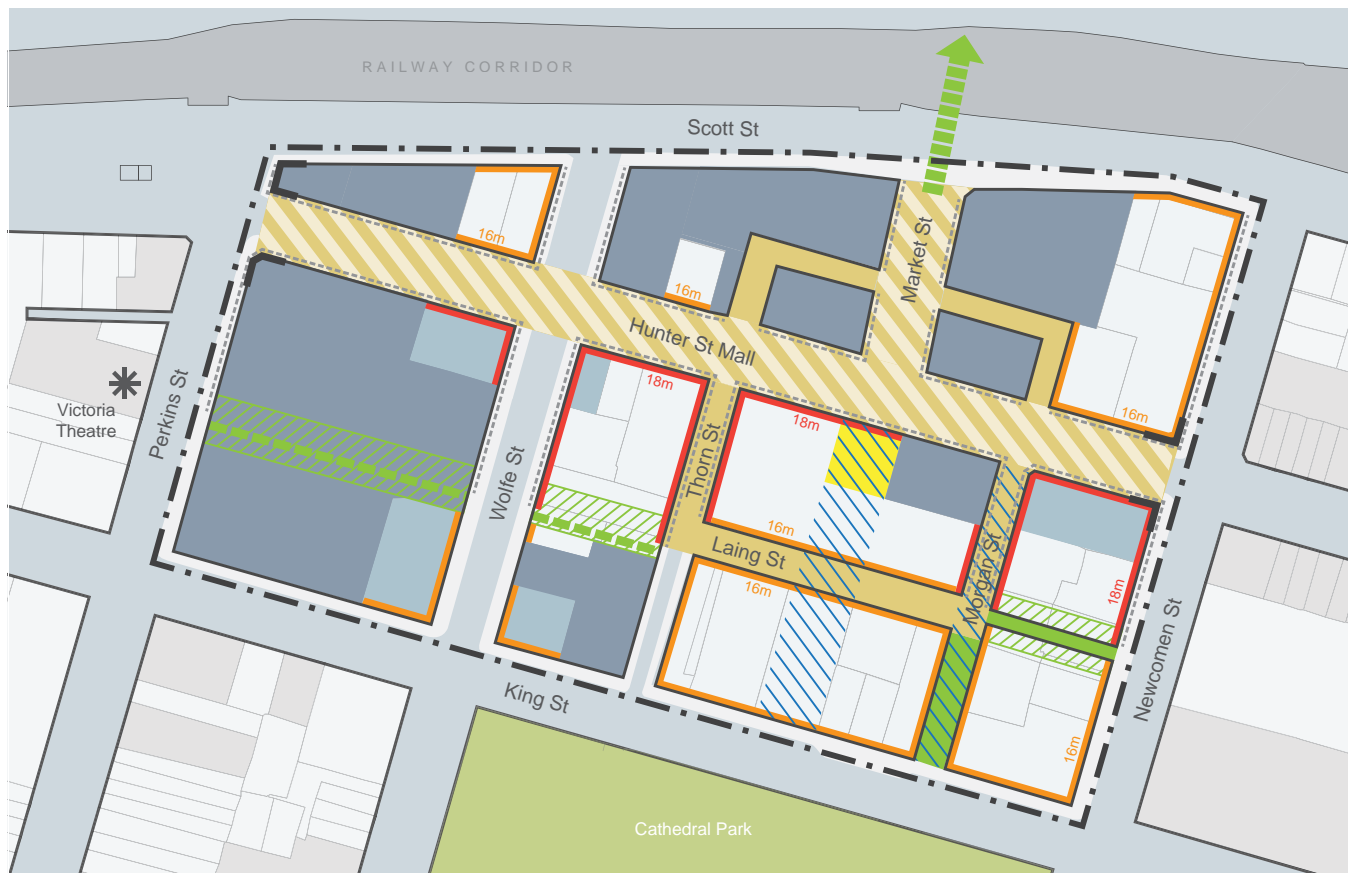 RAILWAY CORRIDOR
Scott St
16m
Market St
16m
Hunter St Mall
16m
Victoria
Theatre
Perkins St
Wolfe St
18m
Thorn St
18m
16m
Laing St
16m
Morgan St
18m
Newcomen St
16m
King St
Cathedral Park